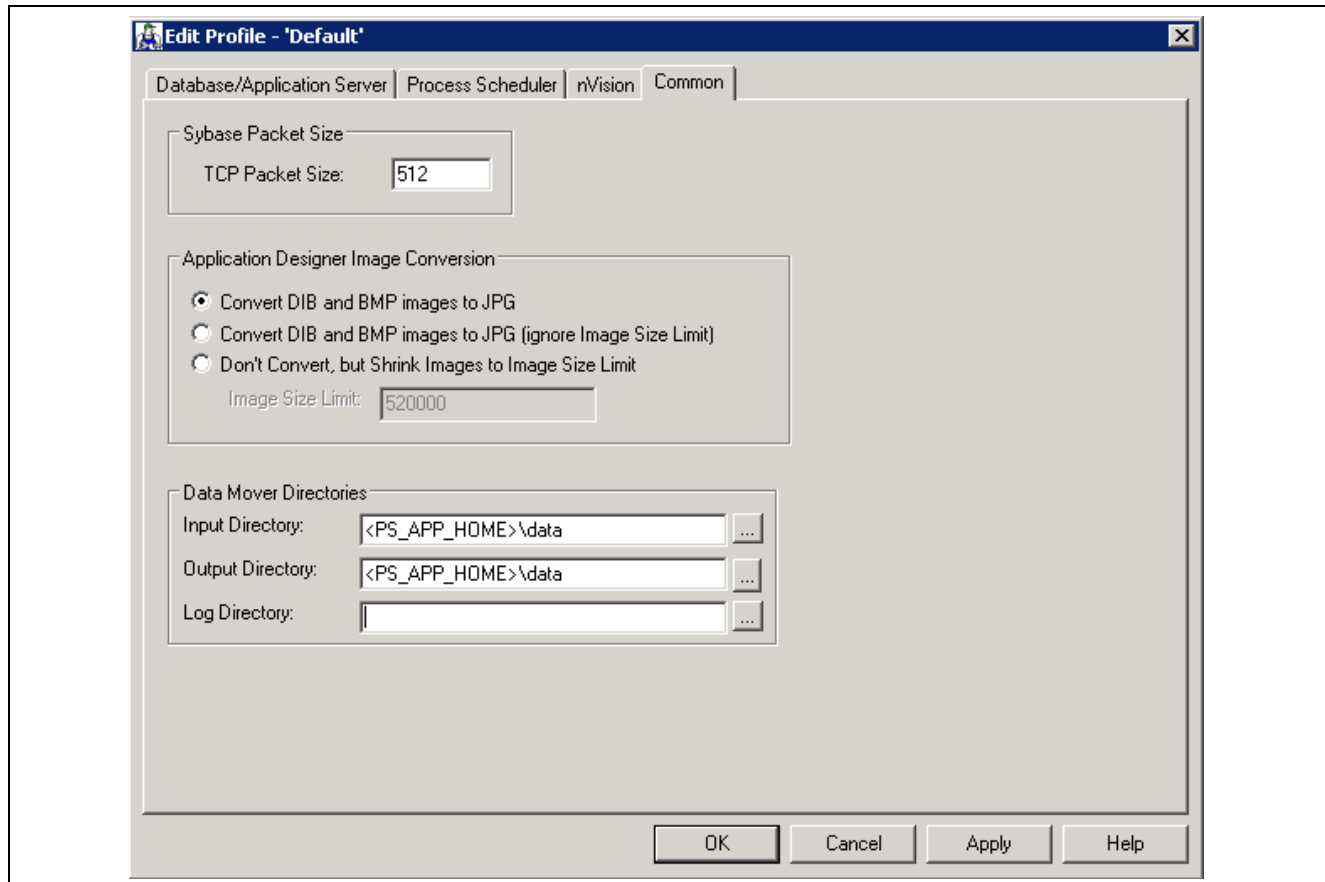 Edit Profile - 'Default'
Database/Application Server
Process Scheduler
nVision
Common
Sybase Packet Size
TCP Packet Size: 512
Application Designer Image Conversion
Convert DIB and BMP images to JPG
Convert DIB and BMP images to JPG (ignore Image Size Limit)
Don't Convert, but Shrink Images to Image Size Limit
Image Size Limit: 520000
Data Mover Directories
Input Directory: <PS_APP_HOME>\data ...
Output Directory: <PS_APP_HOME>\data ...
Log Directory: ...
OK Cancel Apply Help